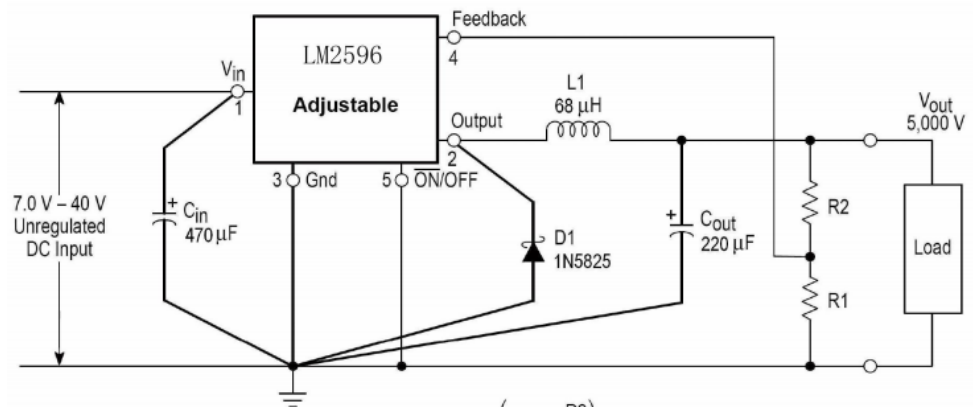 Feedback
4
LM2596
Adjustable
Vin
1
Output
2
L1
68 μH
Vout
5,000 V
3 Gnd
5 ON/OFF
7.0 V – 40 V
Unregulated
DC Input
+
Cin
470 μF
D1
1N5825
+
Cout
220 μF
R2
R1
Load